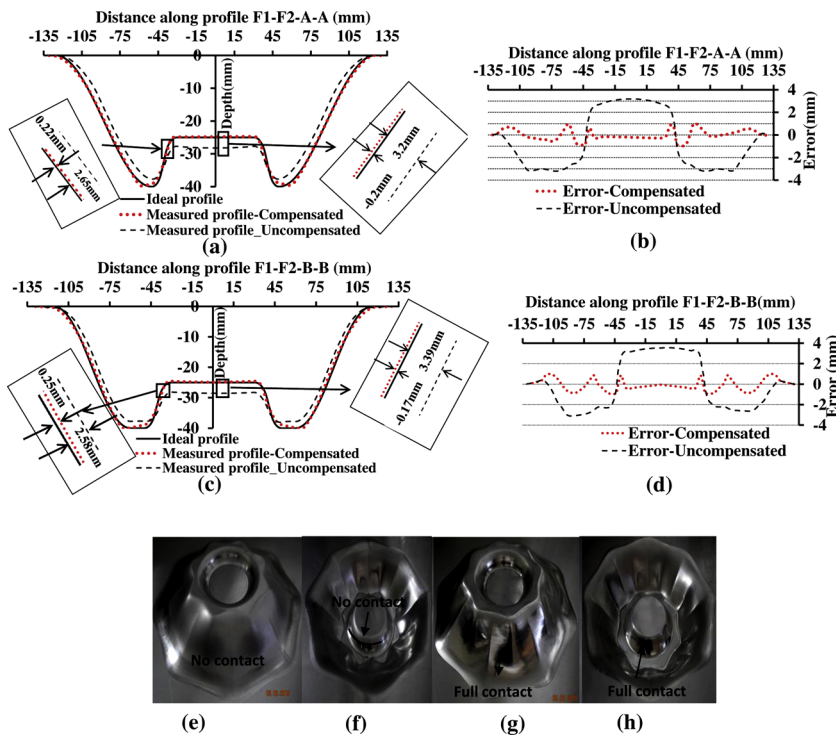 Distance along profile F1-F2-A-A (mm)
-135 -105 -75 -45 -15 15 45 75 105 135
0
-10
-20
-30
-40
Depth(mm)
0.22mm
2.65mm
3.2mm
-0.2mm
Ideal profile
Measured profile-Compensated
Measured profile_Uncompensated
(a)
Distance along profile F1-F2-A-A (mm)
-135 -105 -75 -45 -15 15 45 75 105 135
4
2
0
-2
-4
Error(mm)
Error-Compensated
Error-Uncompensated
(b)
Distance along profile F1-F2-B-B (mm)
-135 -105 -75 -45 -15 15 45 75 105 135
0
-10
-20
-30
-40
Depth(mm)
0.25mm
2.58mm
3.39mm
-0.17mm
Ideal profile
Measured profile-Compensated
Measured profile_Uncompensated
(c)
Distance along profile F1-F2-B-B(mm)
-135 -105 -75 -45 -15 15 45 75 105 135
4
2
0
-2
-4
Error(mm)
Error-Compensated
Error-Uncompensated
(d)
No contact
No contact
Full contact
Full contact
(e) (f) (g) (h)